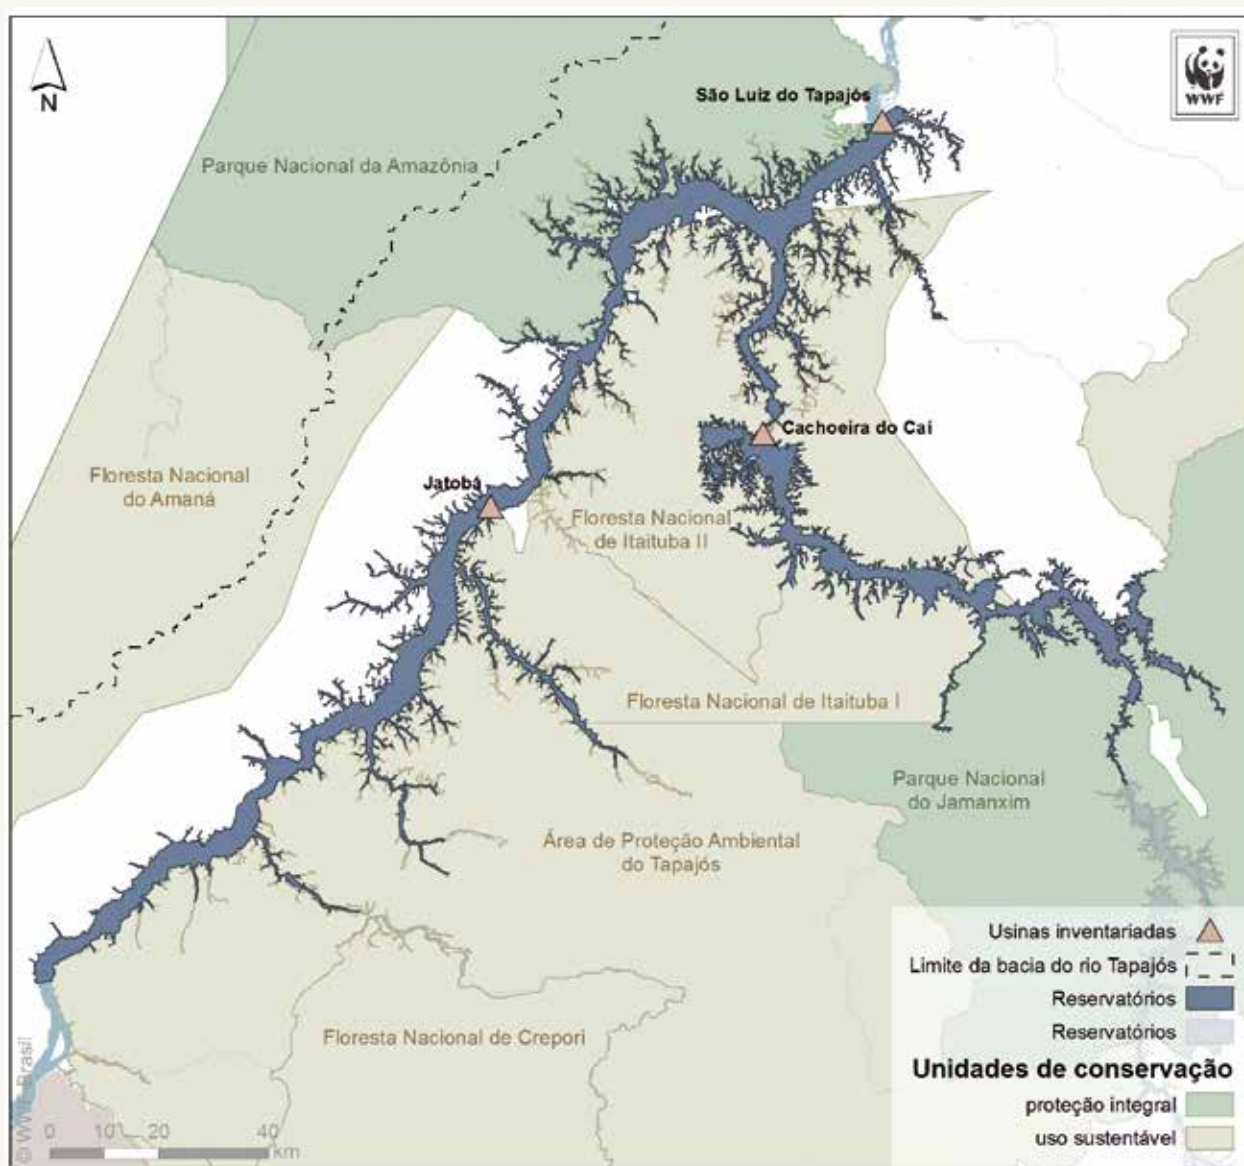 N
São Luiz do Tapajós
WWF
Parque Nacional da Amazônia
Cachoeira do Cai
Floresta Nacional
do Amaná
Jatobá
Floresta Nacional
de Itaituba II
Floresta Nacional de Itaituba I
Parque Nacional
do Jamanxim
Área de Proteção Ambiental
do Tapajós
Floresta Nacional de Crepori
Usinas inventariadas
Limite da bacia do rio Tapajós
Reservatórios
Reservatórios
Unidades de conservação
proteção integral
uso sustentável
© WWF-Brasil
0 10 20 40
km